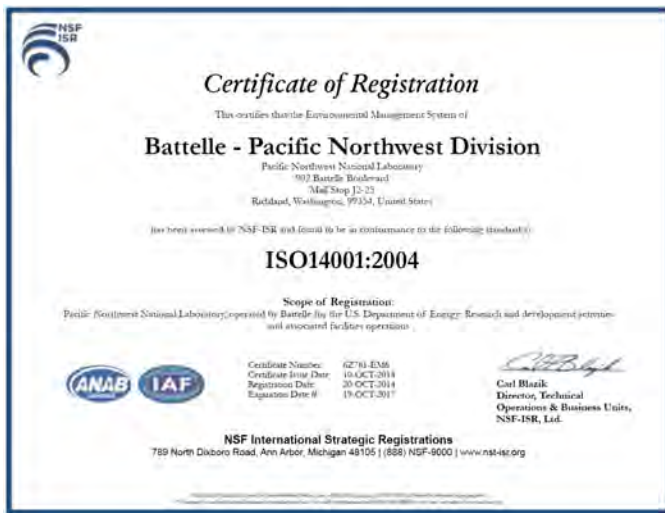 NSF
ISR
Certificate of Registration
This certifies that the Environmental Management System of
Battelle - Pacific Northwest Division
Pacific Northwest National Laboratory
902 Battelle Boulevard
Mail Stop J2-25
Richland, Washington, 99354, United States
has been assessed by NSF-ISR and found to be in conformance to the following standard(s):
ISO14001:2004
Scope of Registration:
Pacific Northwest National Laboratory, operated by Battelle for the U.S. Department of Energy: Research and development activities
and associated facilities operations
ANAB IAF
Certificate Number:
Certificate Issue Date: 10-OCT-2014
Registration Date: 20-OCT-2014
Expiration Date #: 19-OCT-2017
Carl Blazik
Director, Technical
Operations & Business Units,
NSF-ISR, Ltd.
NSF International Strategic Registrations
789 North Dixboro Road, Ann Arbor, Michigan 48105 | (888) NSF-9000 | www.nsf-isr.org